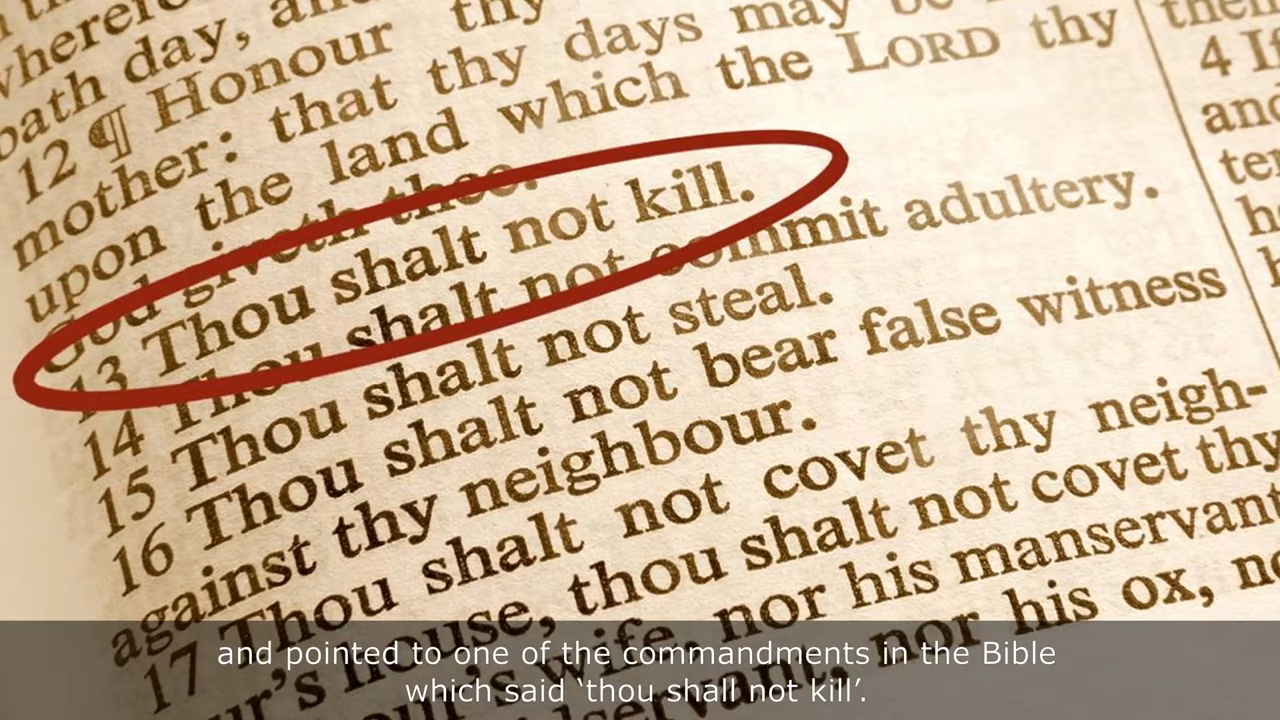 wherefore
bath day, and
12 ¶ Honour thy
mother: that thy days may be
upon the land which the LORD thy
God giveth thee.
13 Thou shalt not kill.
14 Thou shalt not commit adultery.
15 Thou shalt not steal.
16 Thou shalt not bear false witness
against thy neighbour.
17 Thou shalt not covet thy neigh-
our's house, thou shalt not covet thy
our's wife, nor his manservant
nor his ox,
4 If
and
and pointed to one of the commandments in the Bible
which said ‘thou shall not kill’.